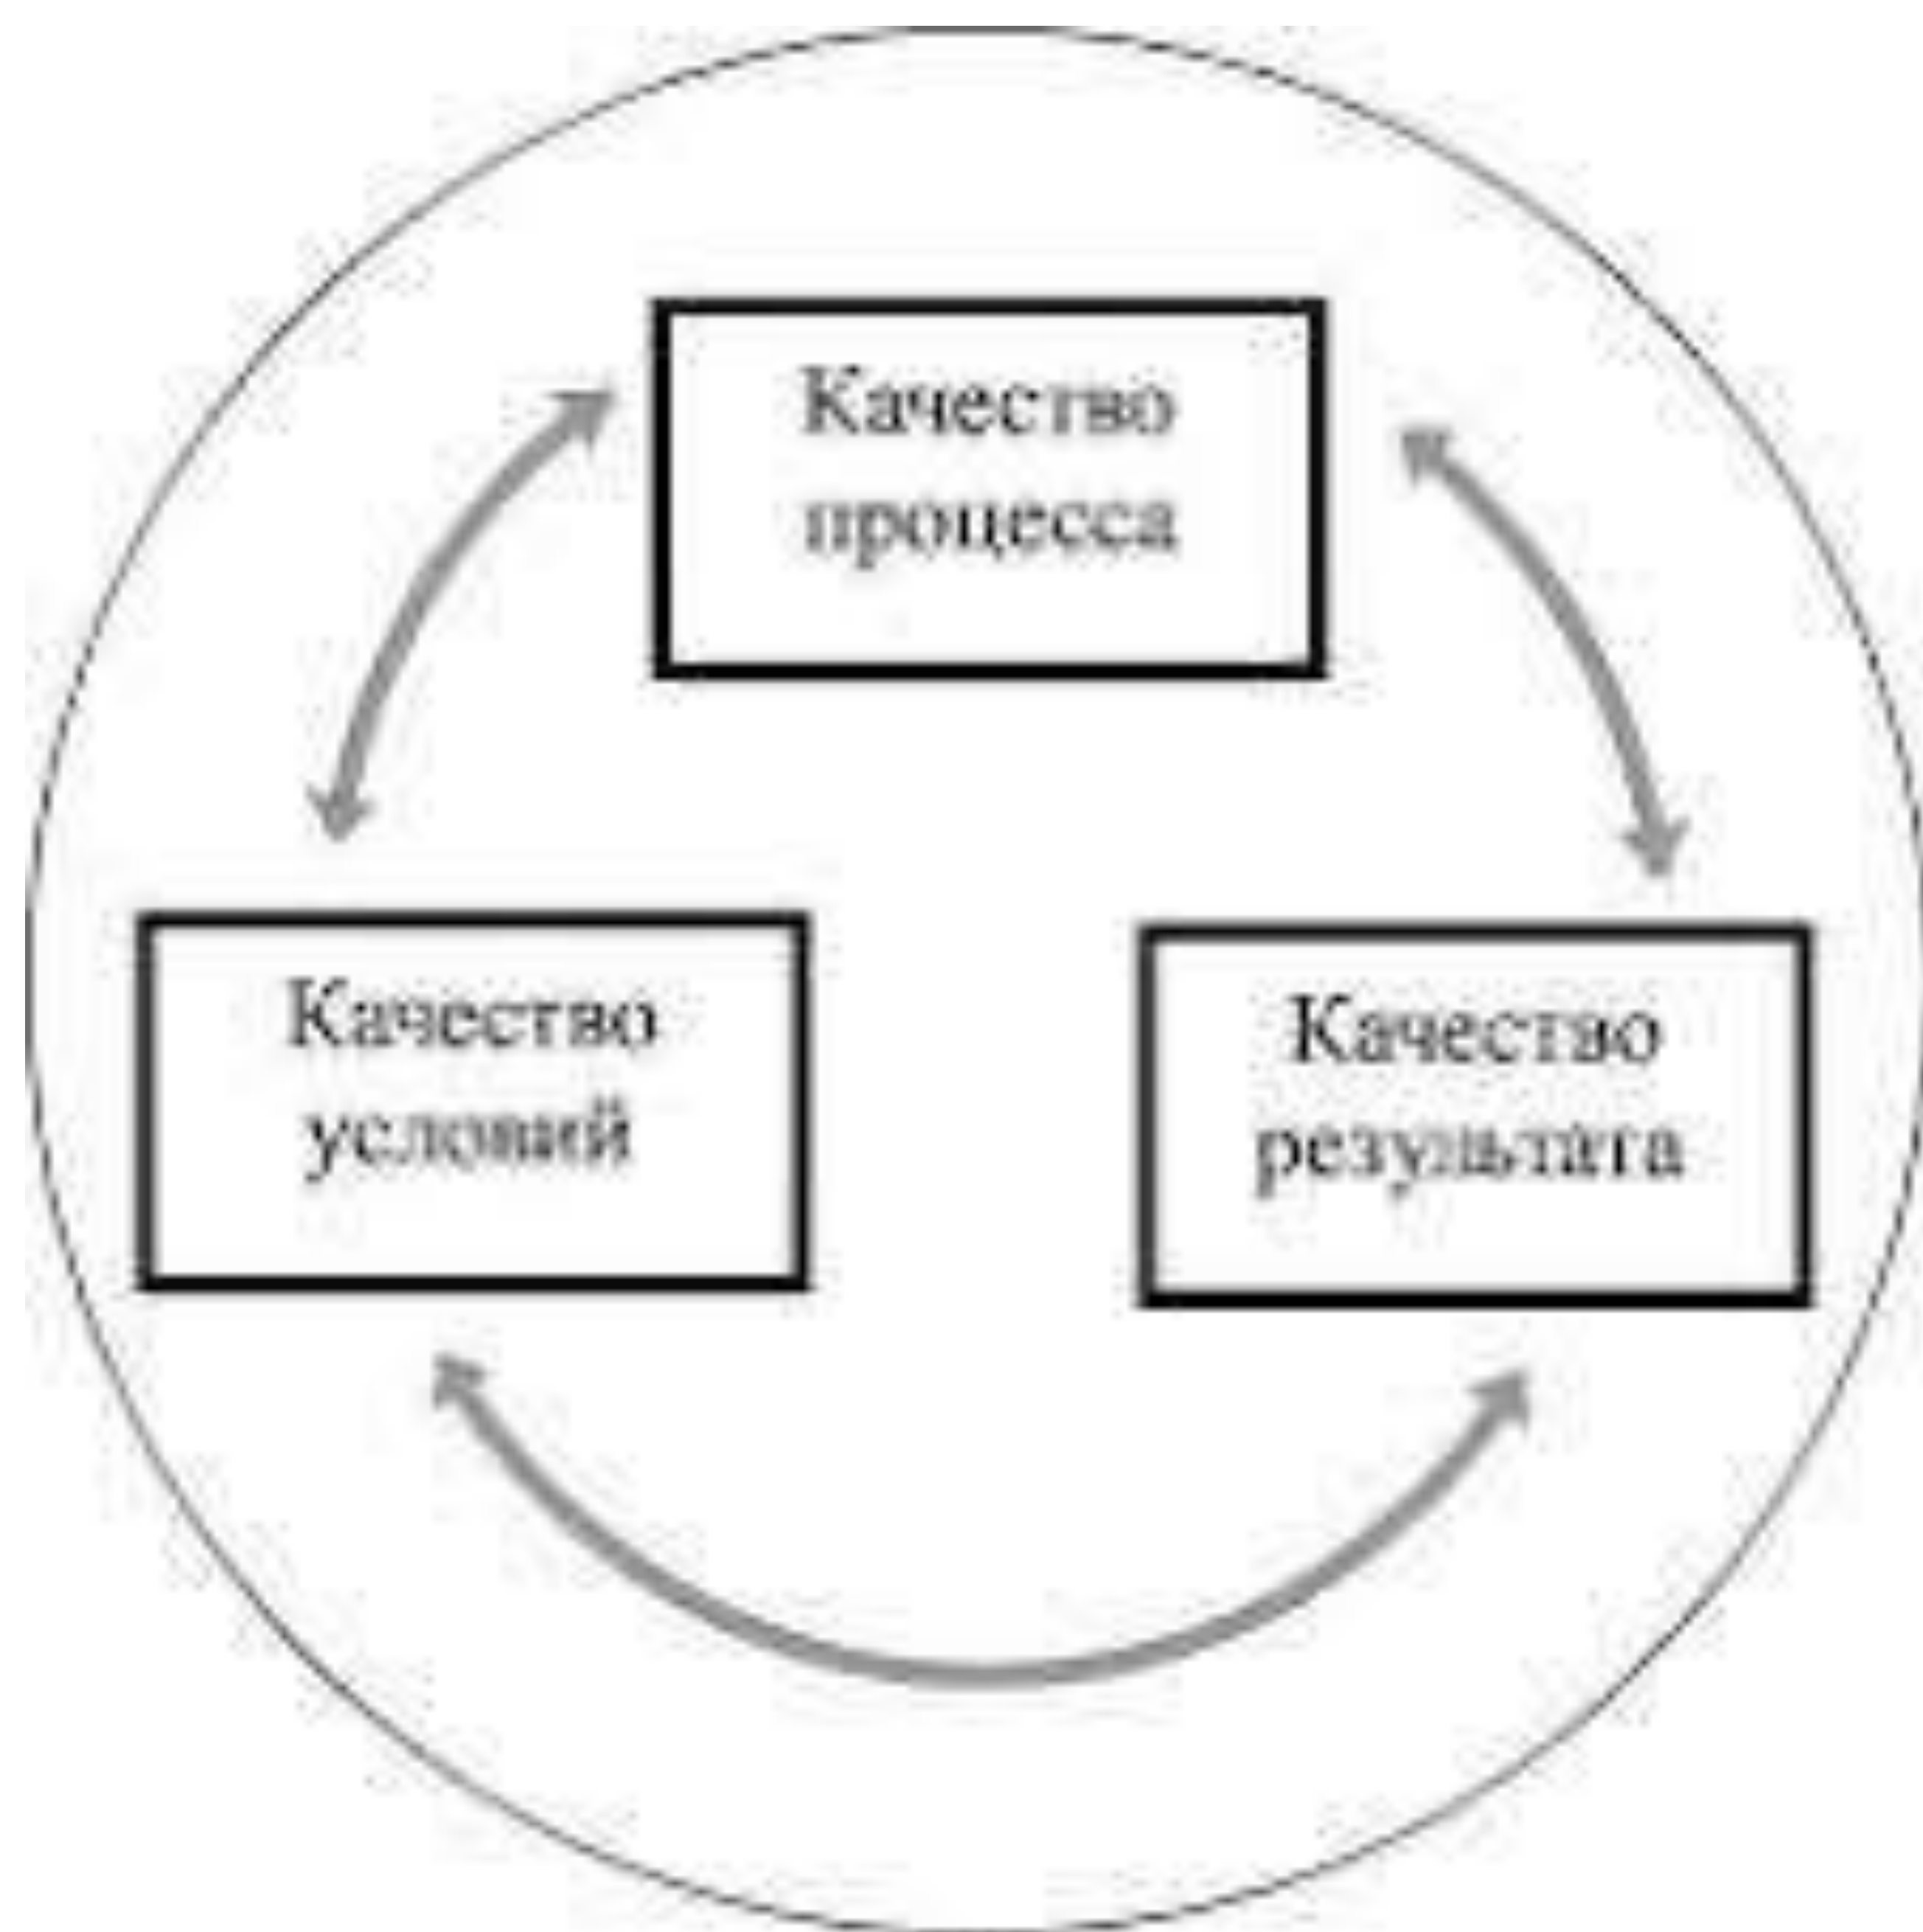 Качество
процесса
Качество
условий
Качество
результата